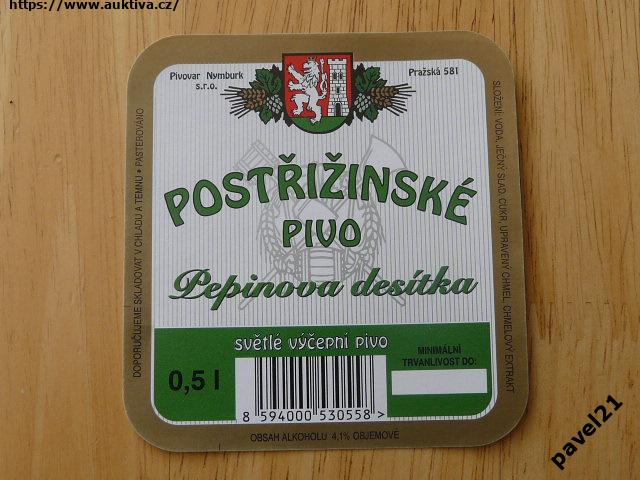 https://www.auktiva.cz/
Pivovar Nymburk
s.r.o.
Pražská 581
POSTŘIŽINSKÉ
PIVO
Pepinova desítka
světlé výčepní pivo
0,5 l
8 594000 530558 >
MINIMÁLNÍ
TRVANLIVOST DO:
OBSAH ALKOHOLU 4,1% OBJEMOVĚ
DOPORUČUJEME SKLADOVAT V CHLADU A TEMNU • PASTEROVÁNO
SLOŽENÍ: VODA, JEČNÝ SLAD, CUKR, UPRAVENÝ CHMEL, CHMELOVÝ EXTRAKT
pavel21